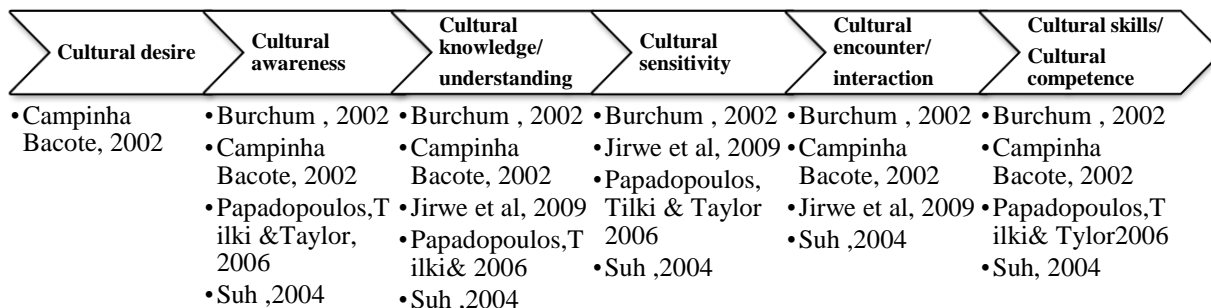 Cultural desire
Cultural
awareness
Cultural
knowledge/
understanding
Cultural
sensitivity
Cultural
encounter/
interaction
Cultural skills/
Cultural
competence
•Campinha
Bacote, 2002
•Burchum , 2002
•Campinha
Bacote, 2002
•Papadopoulos,T
ilki &Taylor,
2006
•Suh ,2004
•Burchum , 2002
•Campinha
Bacote, 2002
•Jirwe et al, 2009
•Papadopoulos,T
ilki& 2006
•Suh ,2004
•Burchum , 2002
•Jirwe et al, 2009
•Papadopoulos,
Tilki & Taylor
2006
•Suh ,2004
•Burchum , 2002
•Campinha
Bacote, 2002
•Jirwe et al, 2009
•Suh ,2004
•Burchum, 2002
•Campinha
Bacote, 2002
•Papadopoulos,T
ilki& Tylor2006
•Suh, 2004